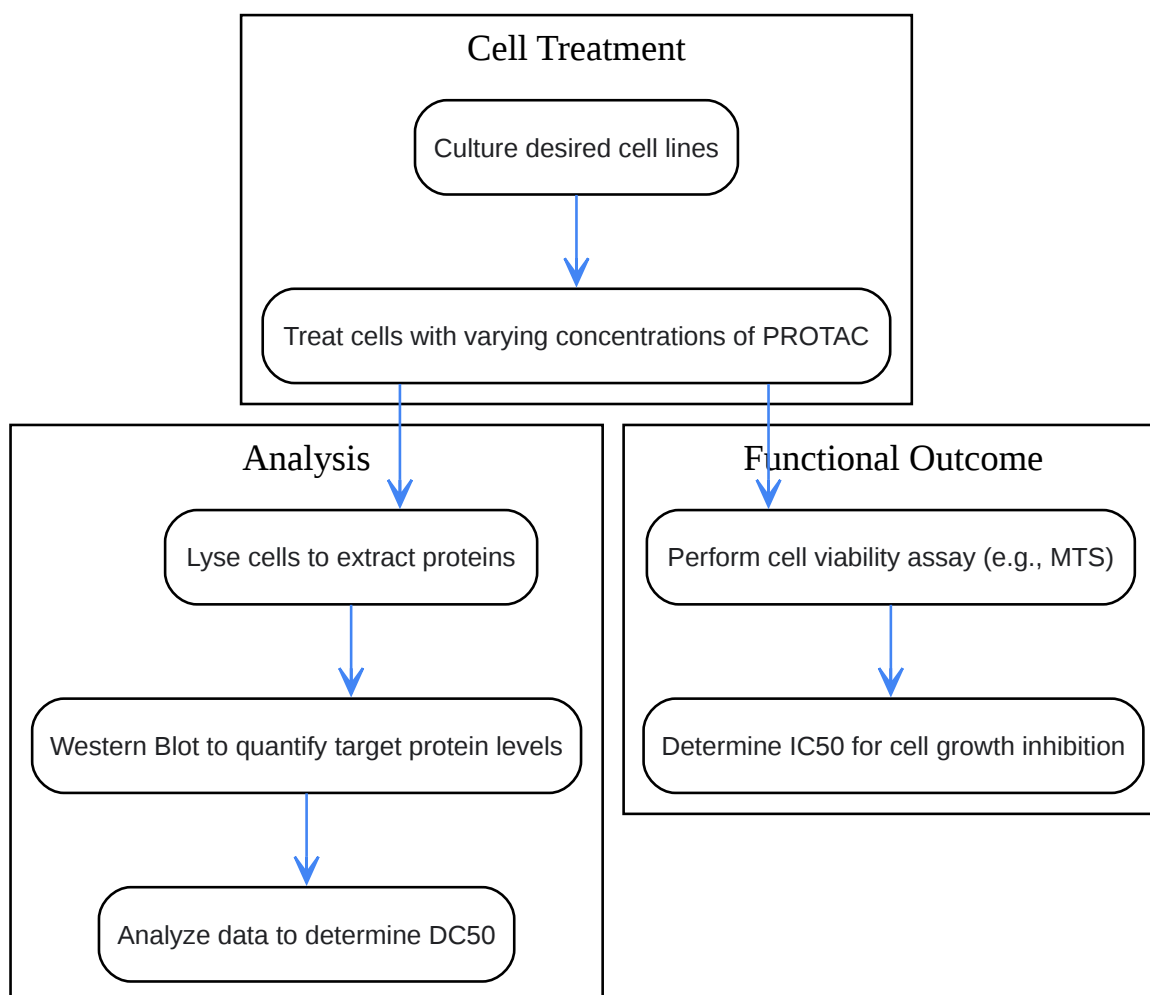 Cell Treatment
Culture desired cell lines
Treat cells with varying concentrations of PROTAC
Analysis
Lyse cells to extract proteins
Western Blot to quantify target protein levels
Analyze data to determine DC50
Functional Outcome
Perform cell viability assay (e.g., MTS)
Determine IC50 for cell growth inhibition